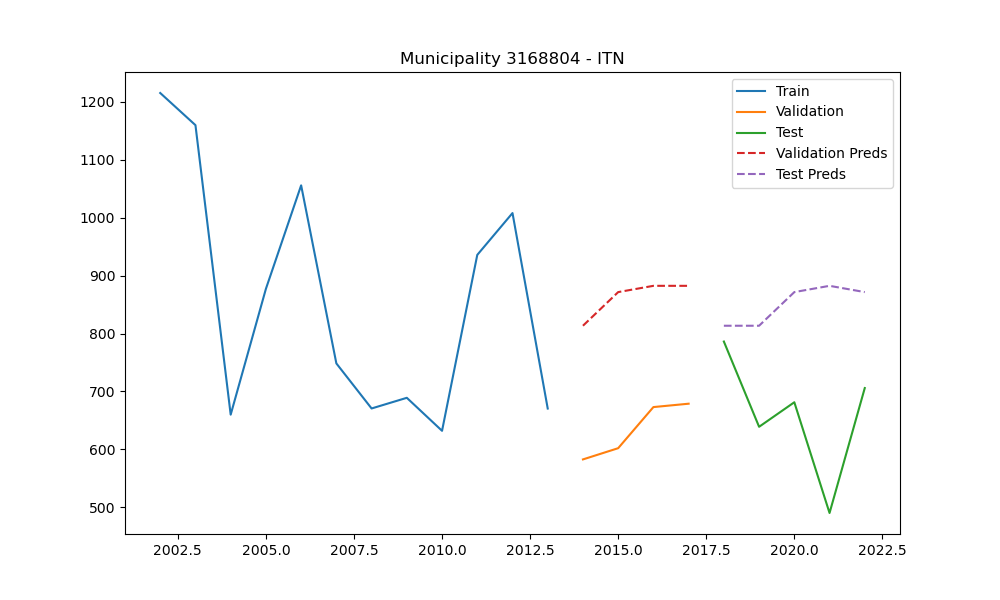 Municipality 3168804 - ITN
1200
1100
1000
900
800
700
600
500
2002.5 2005.0 2007.5 2010.0 2012.5 2015.0 2017.5 2020.0 2022.5
Train
Validation
Test
Validation Preds
Test Preds